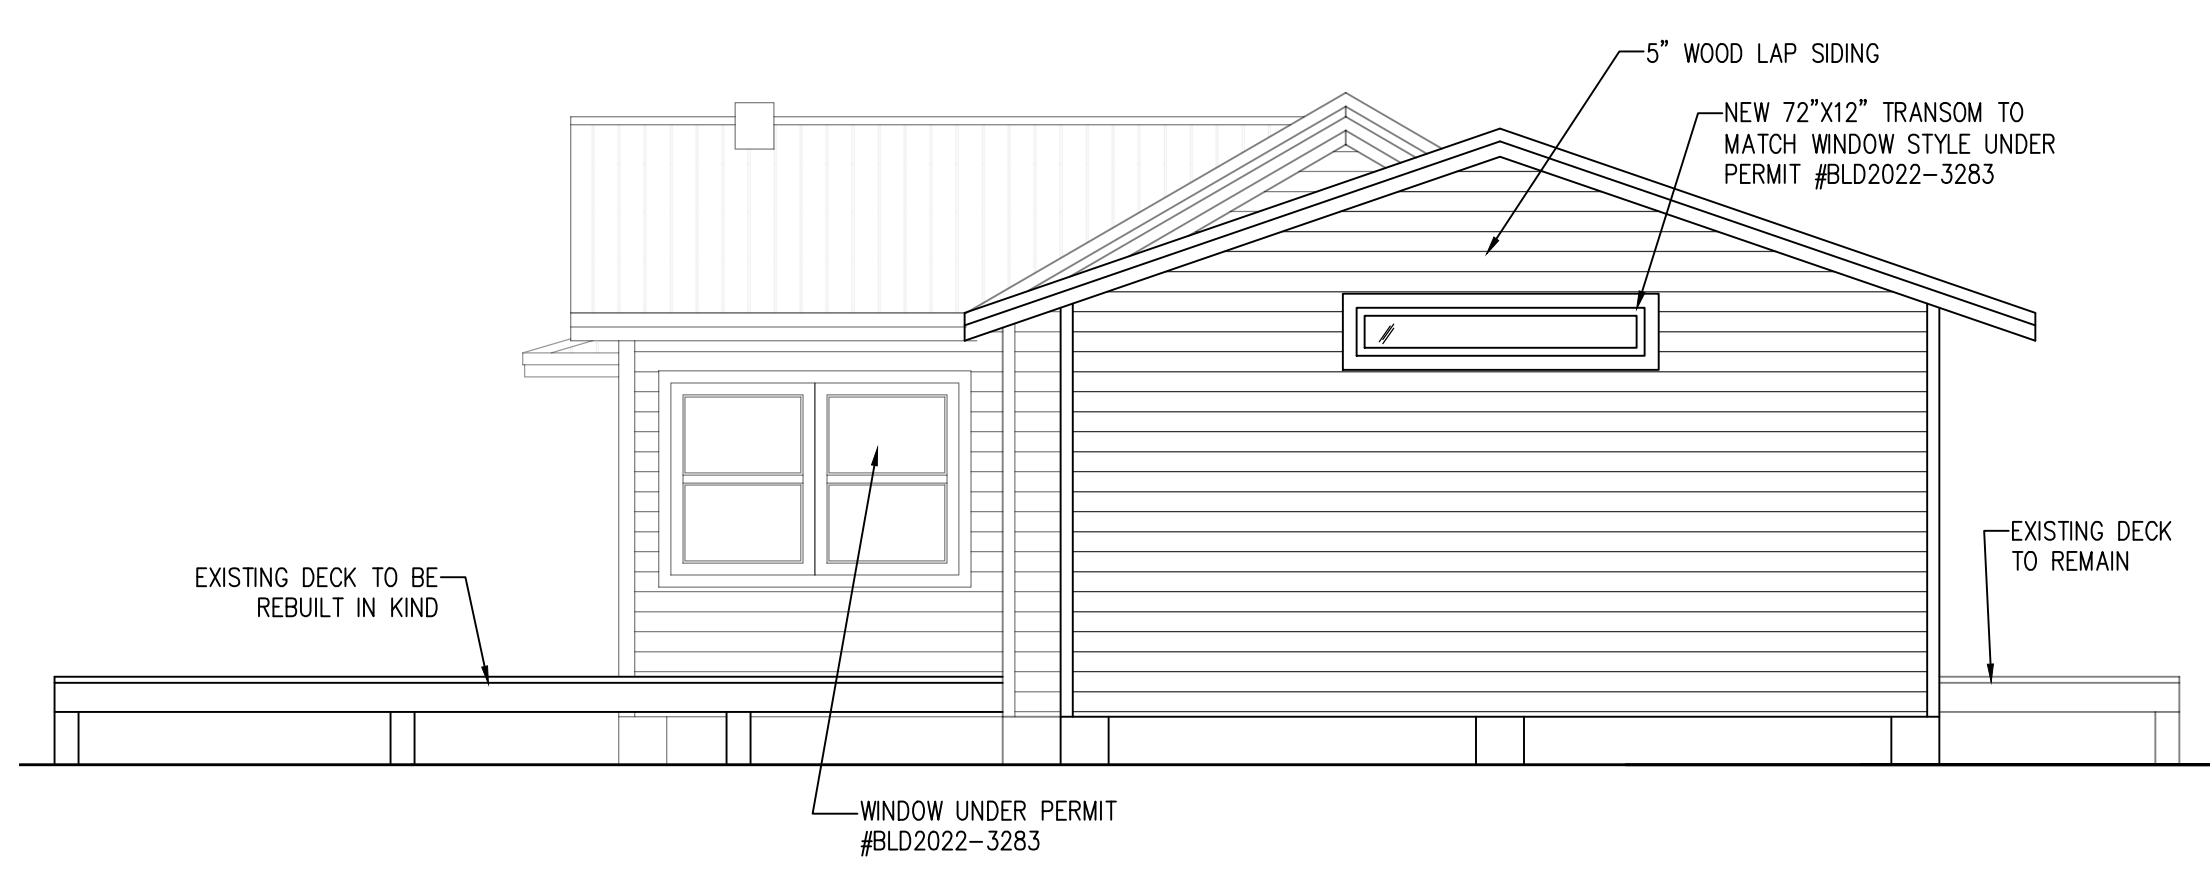 5” WOOD LAP SIDING
NEW 72”X12” TRANSOM TO
MATCH WINDOW STYLE UNDER
PERMIT #BLD2022-3283
EXISTING DECK
TO REMAIN
EXISTING DECK TO BE
REBUILT IN KIND
WINDOW UNDER PERMIT
#BLD2022-3283